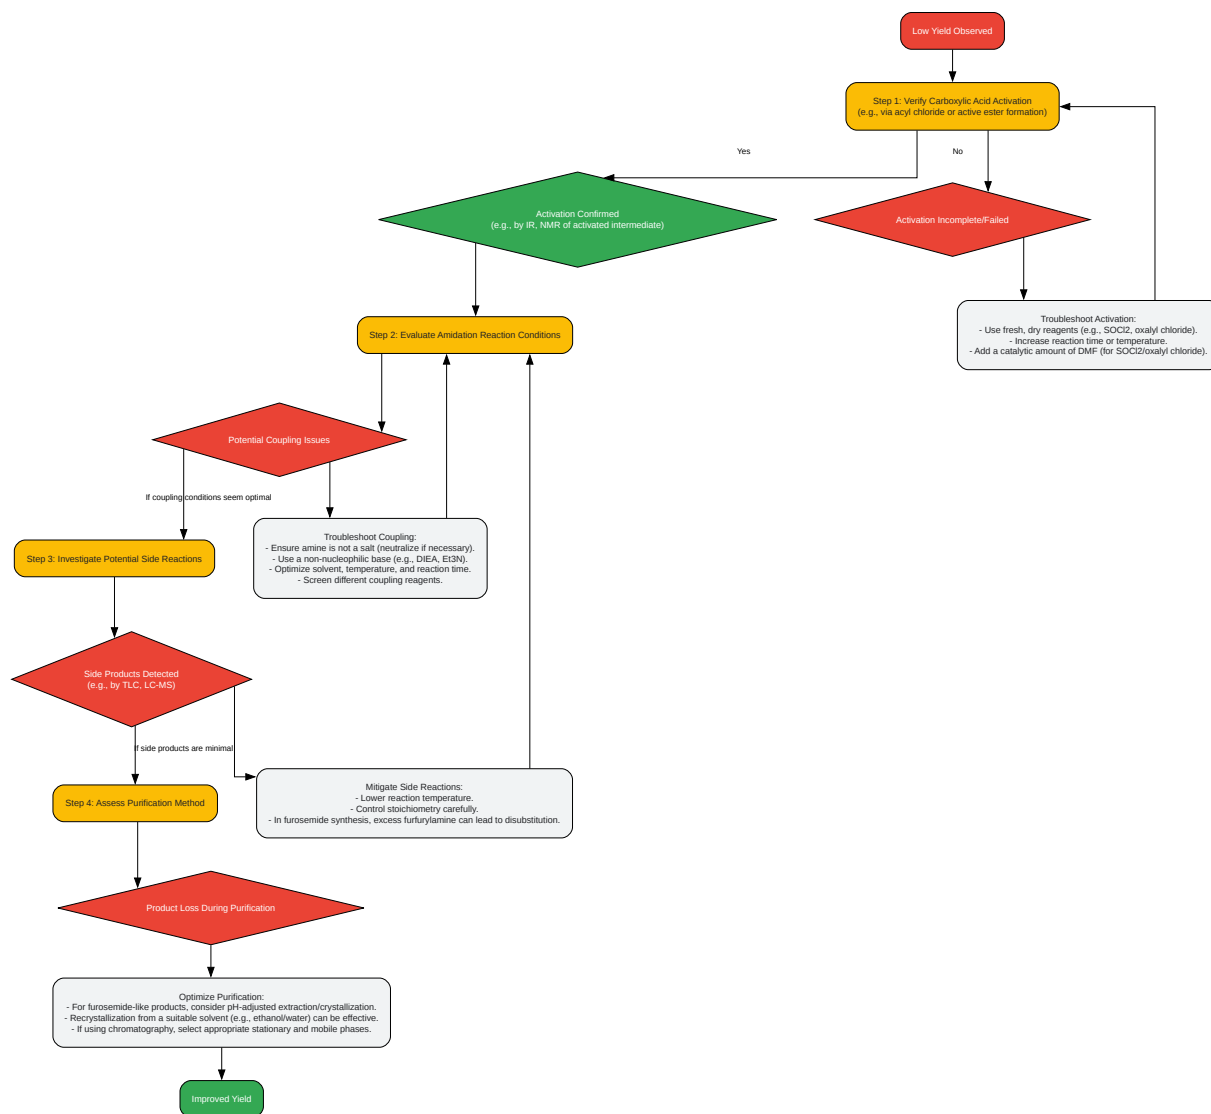 Low Yield Observed
Step 1: Verify Carboxylic Acid Activation
(e.g., via acyl chloride or active ester formation)
Yes
No
Activation Confirmed
(e.g., by IR, NMR of activated intermediate)
Activation Incomplete/Failed
Troubleshoot Activation:
- Use fresh, dry reagents (e.g., SOCl2, oxalyl chloride).
- Increase reaction time or temperature.
- Add a catalytic amount of DMF (for SOCl2/oxalyl chloride).
Step 2: Evaluate Amidation Reaction Conditions
Potential Coupling Issues
If coupling conditions seem optimal
Troubleshoot Coupling:
- Ensure amine is not a salt (neutralize if necessary).
- Use a non-nucleophilic base (e.g., DIEA, Et3N).
- Optimize solvent, temperature, and reaction time.
- Screen different coupling reagents.
Step 3: Investigate Potential Side Reactions
Side Products Detected
(e.g., by TLC, LC-MS)
If side products are minimal
Mitigate Side Reactions:
- Lower reaction temperature.
- Control stoichiometry carefully.
- In furosemide synthesis, excess furfurylamine can lead to disubstitution.
Step 4: Assess Purification Method
Product Loss During Purification
Optimize Purification:
- For furosemide-like products, consider pH-adjusted extraction/crystallization.
- Recrystallization from a suitable solvent (e.g., ethanol/water) can be effective.
- If using chromatography, select appropriate stationary and mobile phases.
Improved Yield